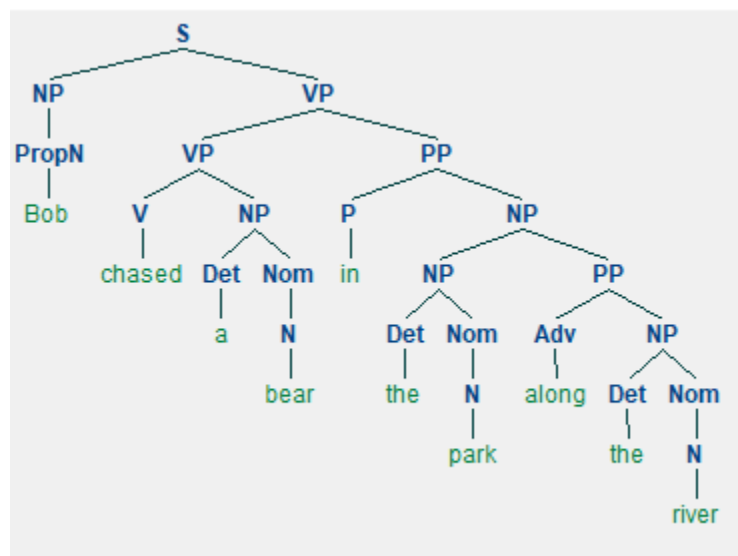 S
NP VP
PropN VP PP
Bob V NP P NP
chased Det Nom in NP PP
a N Det Nom Adv NP
bear the N along Det Nom
park the N
river